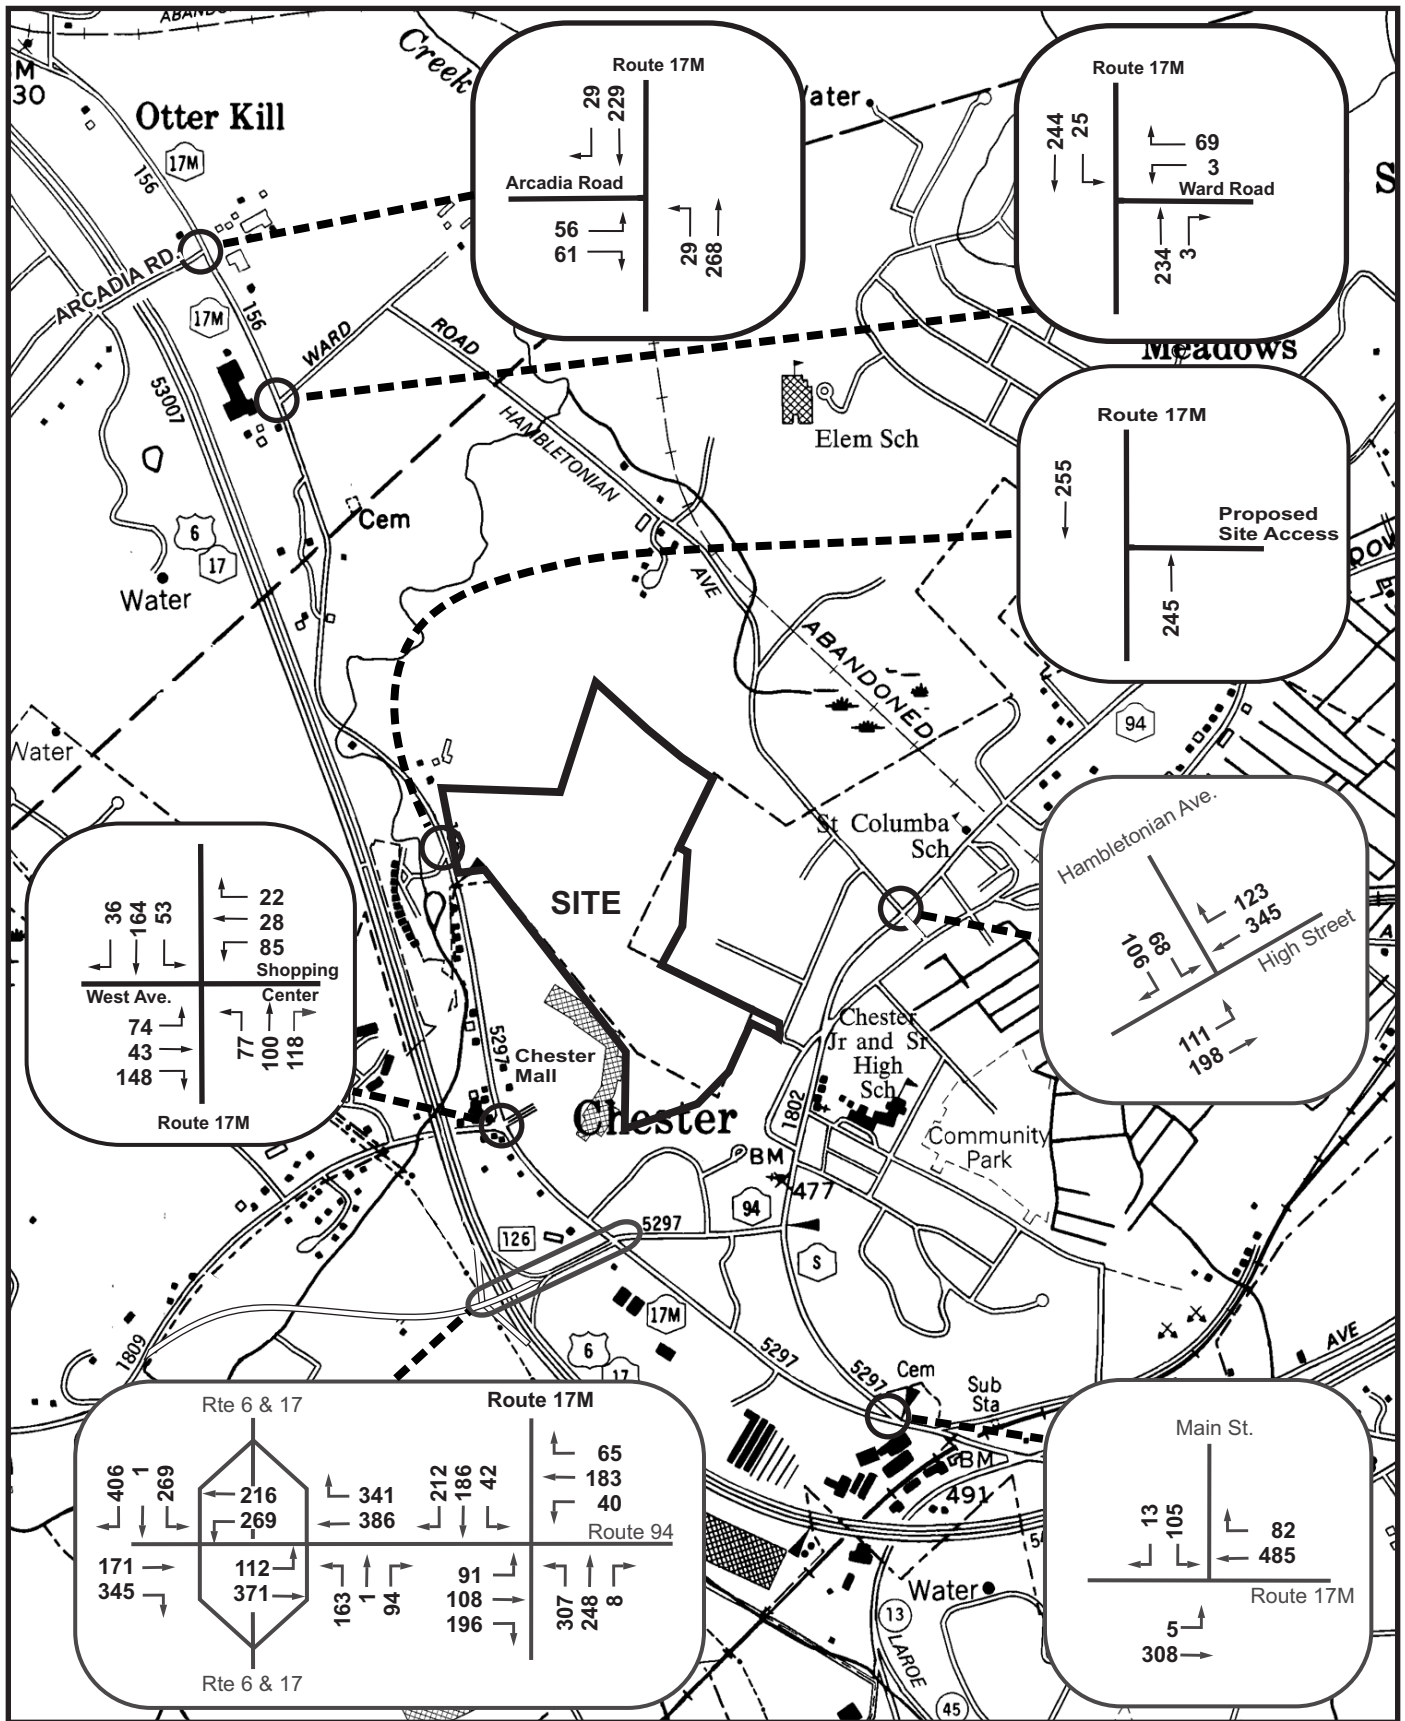 ABANDON
M
30
Otter Kill
17M
156
Creek
Route 17M
29
229
Arcadia Road
56
61
29
268
Water
Route 17M
244
25
69
3
Ward Road
234
3
S
ARCADIA RD.
17M
156
WARD
ROAD
53007
Meadows
HAMBLETONIAN
AVE
Elem Sch
Cem
6
17
Water
Route 17M
255
Proposed
Site Access
245
ABANDONED
94
Water
St Columba
Sch
SITE
36
164
53
22
28
85
Shopping
Center
West Ave.
74
43
148
77
100
118
Route 17M
Hambletonian Ave.
123
345
High Street
68
106
111
198
5297
Chester
Mall
Chester
Jr and Sr
High
Sch
1802
Chester
Community
Park
BM
477
94
5297
126
S
17M
6
17
1809
5297
5297
Cem
Sub
Sta
AVE
BM
491
Rte 6 & 17
Route 17M
406
1
269
216
269
341
386
212
186
42
65
183
40
Route 94
171
345
112
371
163
1
94
91
108
196
307
248
8
Rte 6 & 17
Water
13
LAROE
45
Main St.
13
105
82
485
Route 17M
5
308